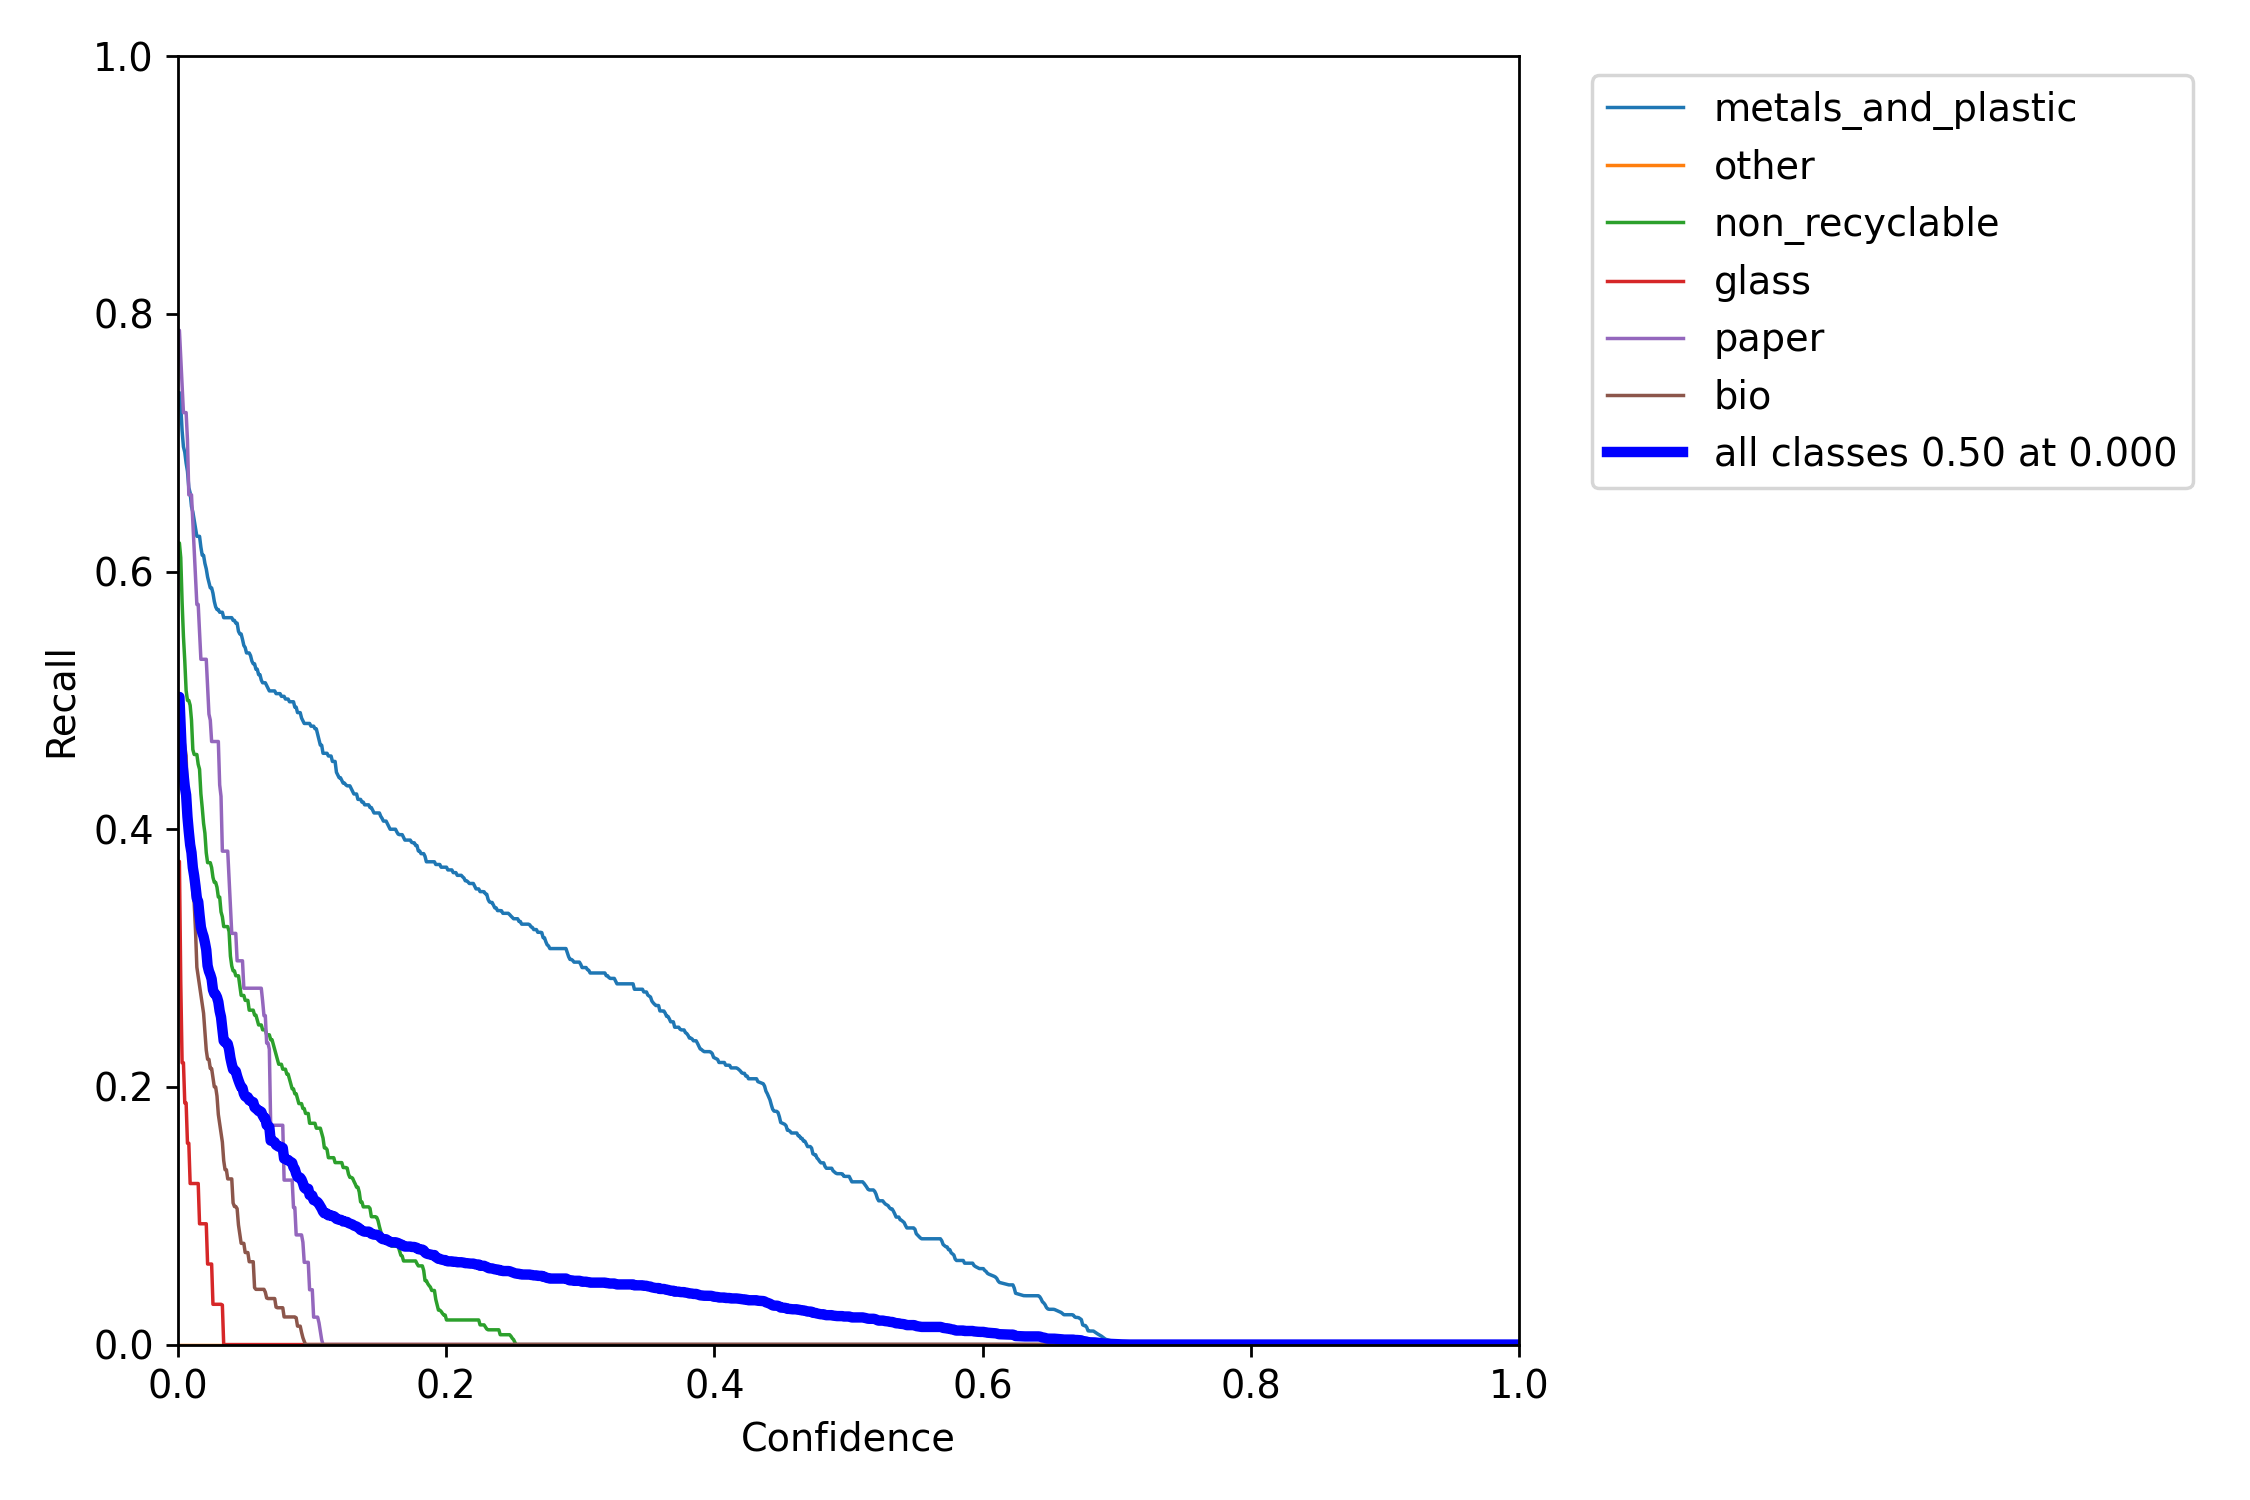 1.0
0.8
0.6
0.4
0.2
0.0
Recall
0.0 0.2 0.4 0.6 0.8 1.0
Confidence
metals_and_plastic
other
non_recyclable
glass
paper
bio
all classes 0.50 at 0.000